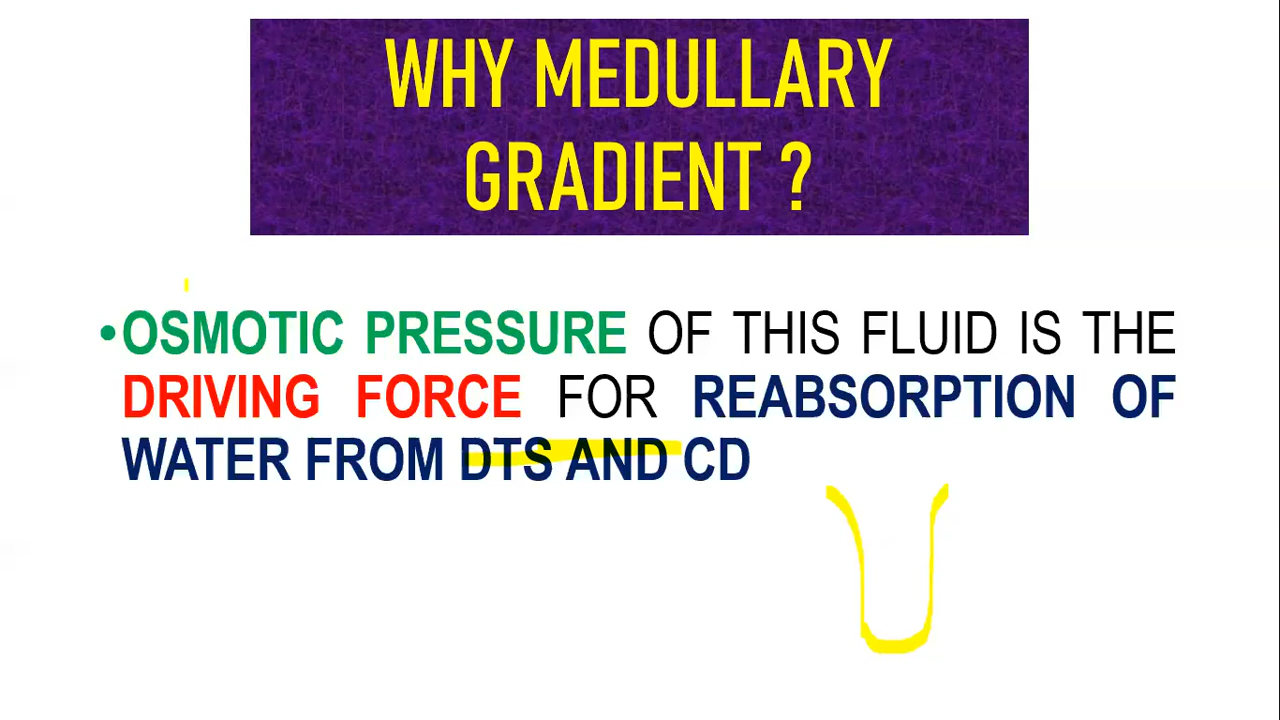 WHY MEDULLARY
GRADIENT ?
•OSMOTIC PRESSURE OF THIS FLUID IS THE
DRIVING FORCE FOR REABSORPTION OF
WATER FROM DTS AND CD